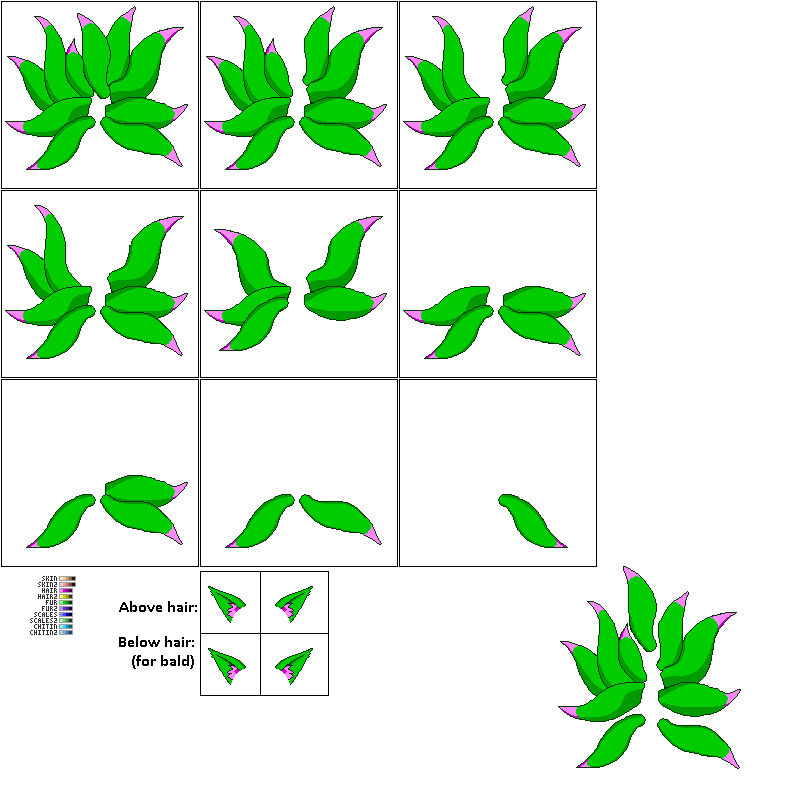 SKIN
SKIN2
HAIR
HAIR2
FUR
FUR2
SCALES
SCALES2
CHITIN
CHITIN2
Above hair:
Below hair:
(for bald)